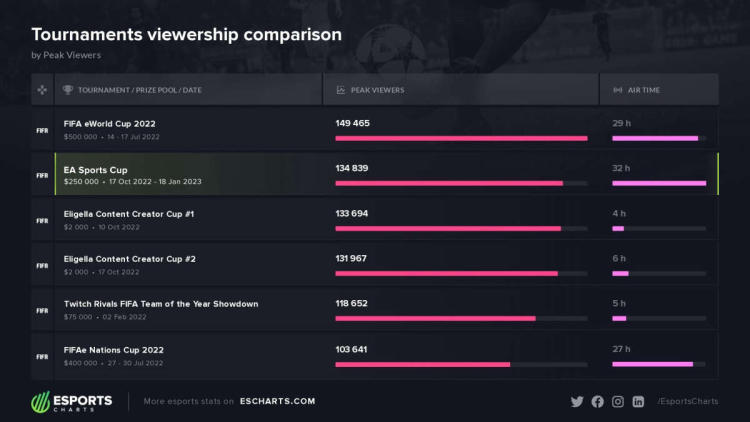 Tournaments viewership comparison
by Peak Viewers
TOURNAMENT / PRIZE POOL / DATE PEAK VIEWERS AIR TIME
FIFA eWorld Cup 2022 149 465 29 h
FIFA
$500 000 • 14 - 17 Jul 2022
EA Sports Cup 134 839 32 h
FIFA
$250 000 • 17 Oct 2022 - 18 Jan 2023
Eligella Content Creator Cup #1 133 694 4 h
FIFA
$2 000 • 10 Oct 2022
Eligella Content Creator Cup #2 131 967 6 h
FIFA
$2 000 • 17 Oct 2022
Twitch Rivals FIFA Team of the Year Showdown 118 652 5 h
FIFA
$75 000 • 02 Feb 2022
FIFAe Nations Cup 2022 103 641 27 h
FIFA
$400 000 • 27 - 30 Jul 2022
ESPORTS
CHARTS
More esports stats on ESCHARTS.COM
/EsportsCharts